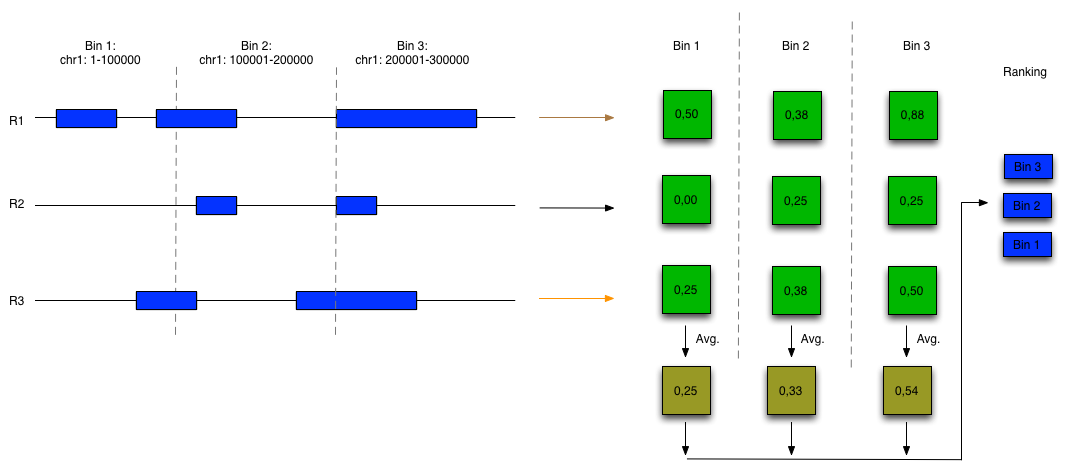 Bin 1:
chr1: 1-100000
Bin 2:
chr1: 100001-200000
Bin 3:
chr1: 200001-300000
R1
R2
R3
Bin 1
Bin 2
Bin 3
0,50
0,38
0,88
0,00
0,25
0,25
0,25
0,38
0,50
Avg.
Avg.
Avg.
0,25
0,33
0,54
Ranking
Bin 3
Bin 2
Bin 1